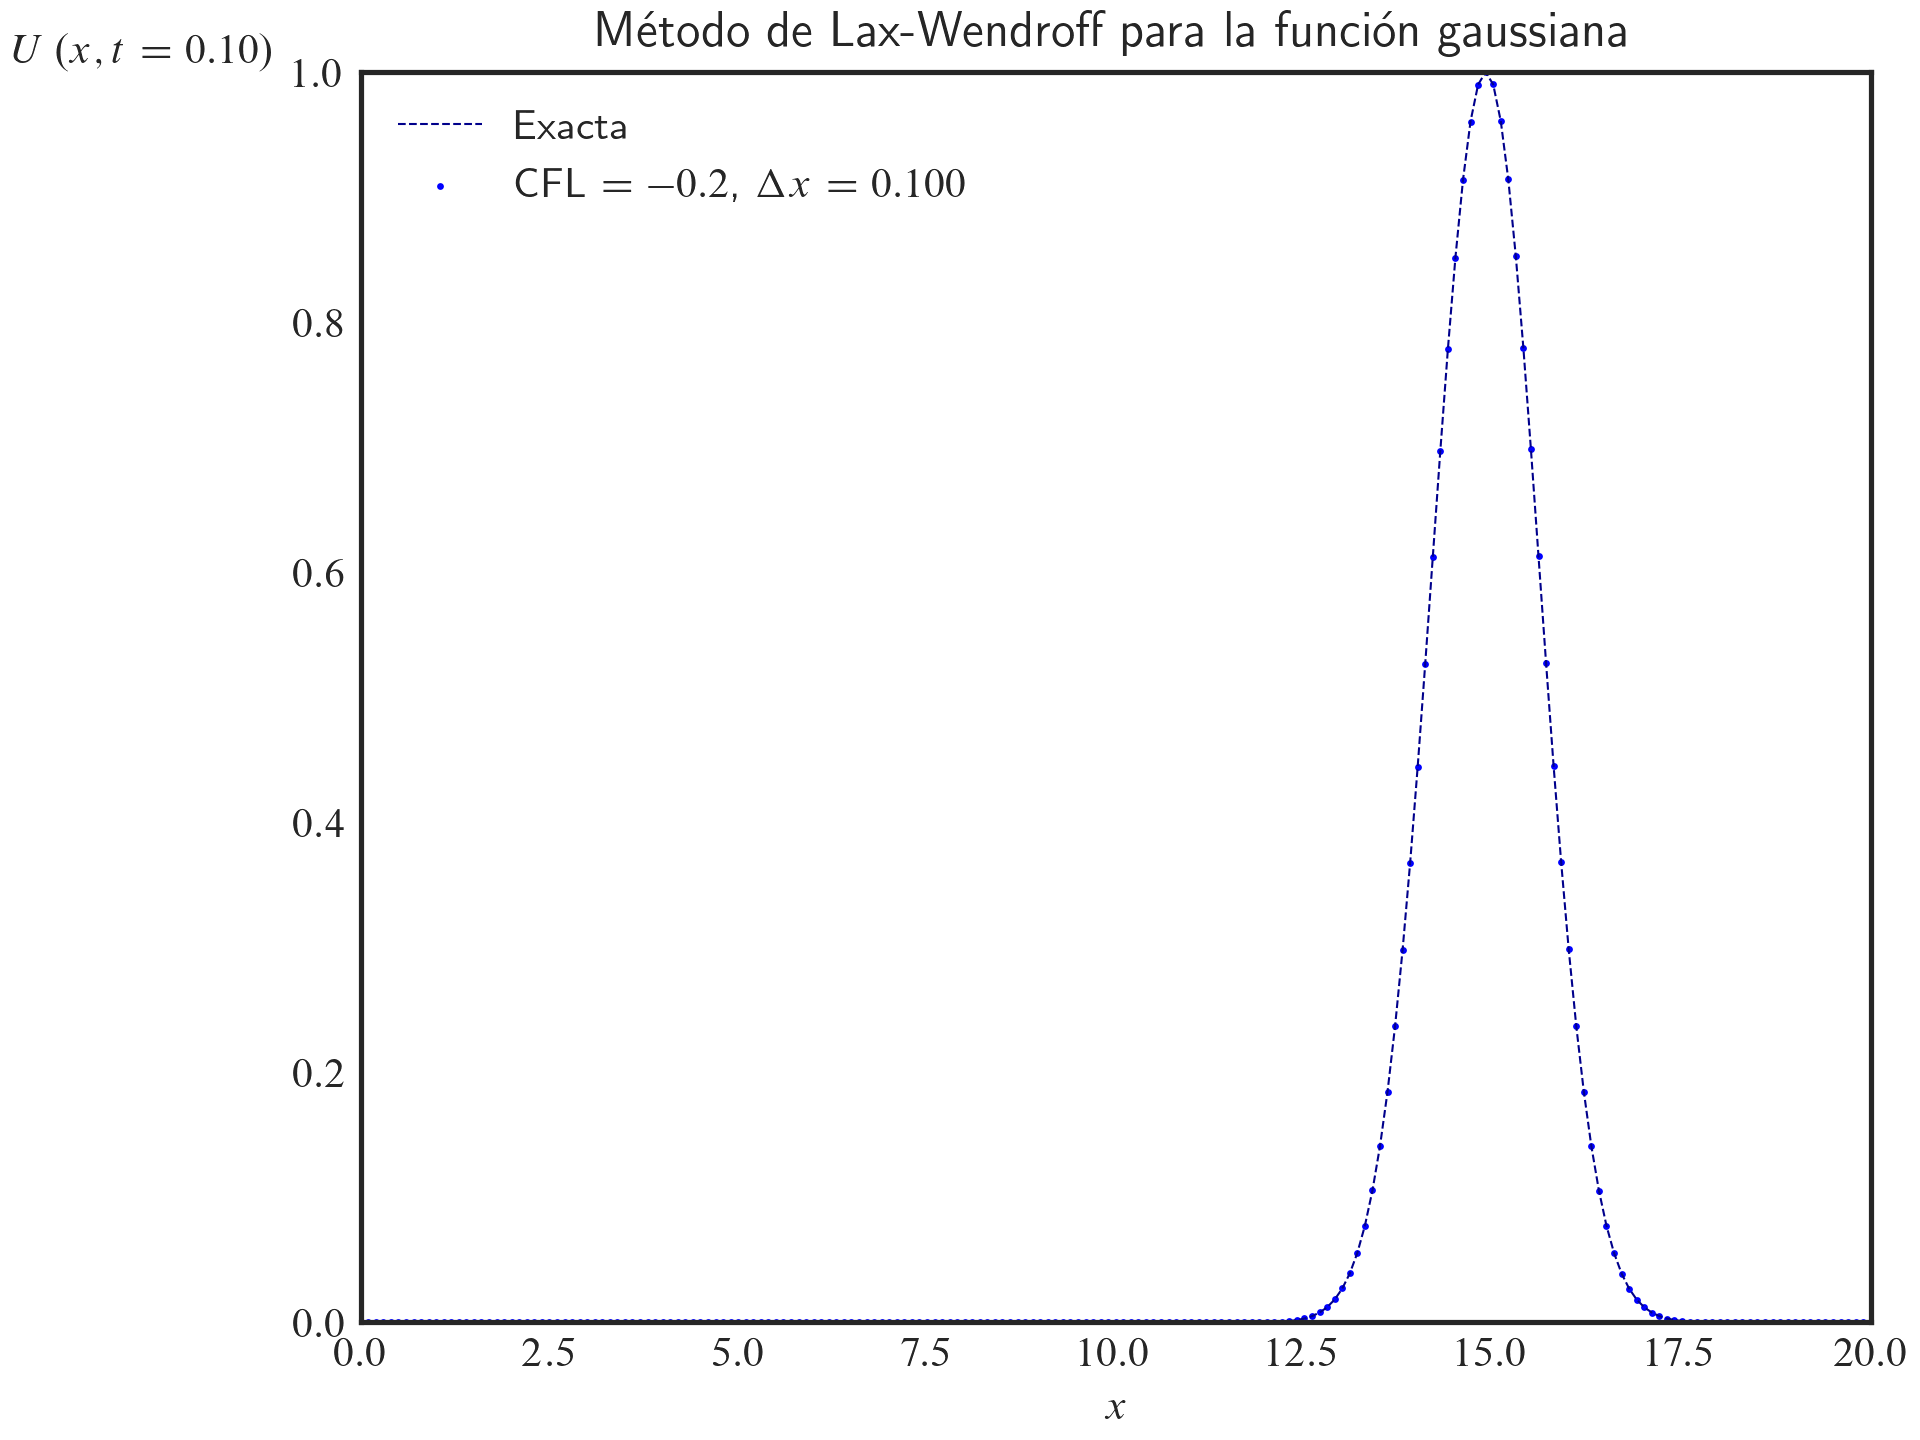 Método de Lax-Wendroff para la función gaussiana
U (x, t = 0.10)
Exacta
CFL = −0.2, Δx = 0.100
1.0
0.8
0.6
0.4
0.2
0.0
0.0 2.5 5.0 7.5 10.0 12.5 15.0 17.5 20.0
x